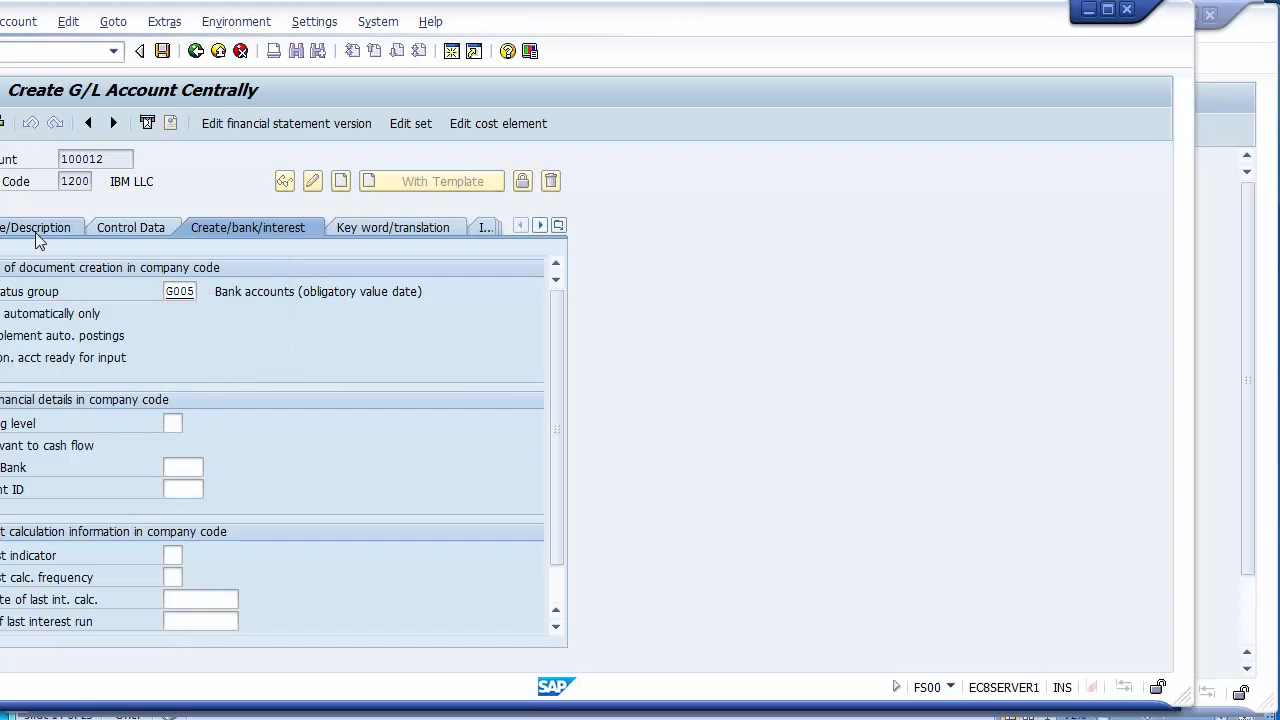 ccount Edit Goto Extras Environment Settings System Help
Create G/L Account Centrally
Edit financial statement version Edit set Edit cost element
unt 100012
Code 1200 IBM LLC With Template
e/Description Control Data Create/bank/interest Key word/translation I...
of document creation in company code
atus group G005 Bank accounts (obligatory value date)
automatically only
plement auto. postings
on. acct ready for input
nancial details in company code
g level
vant to cash flow
Bank
nt ID
t calculation information in company code
st indicator
st calc. frequency
te of last int. calc.
f last interest run
SAP FS00 ECOSERVER1 INS